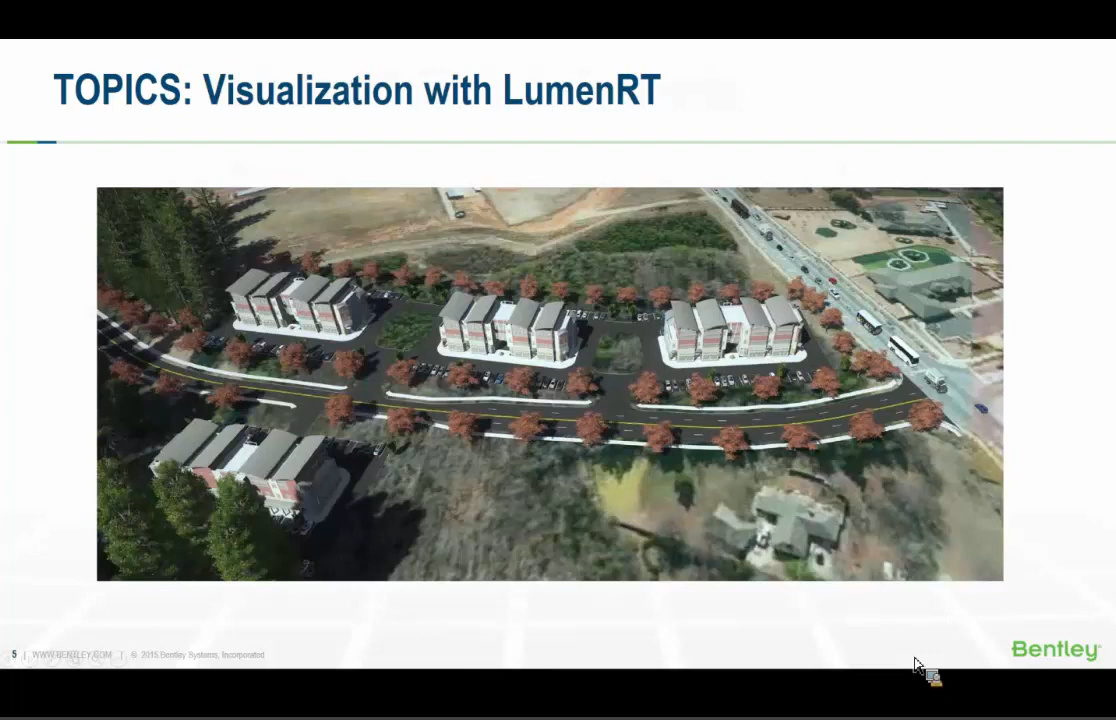 TOPICS: Visualization with LumenRT
5 | WWW.BENTLEY.COM | © 2015 Bentley Systems, Incorporated
Bentley